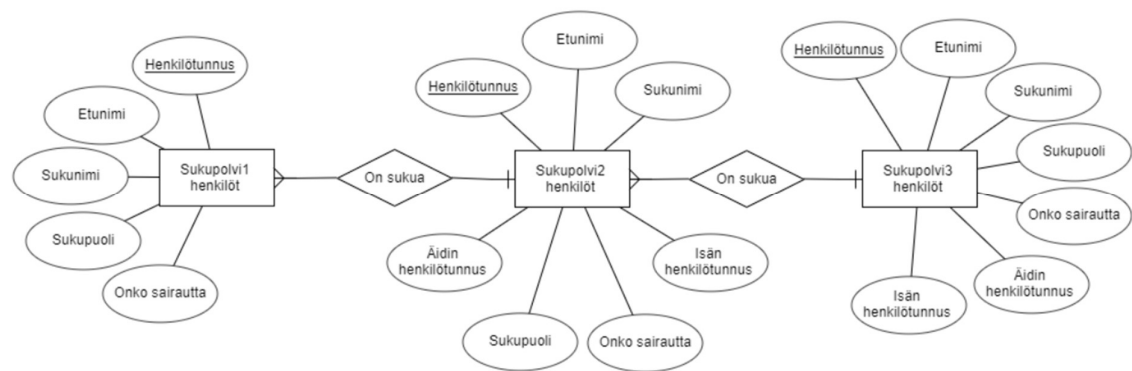 Henkilötunnus
Etunimi
Sukunimi
Sukupuoli
Onko sairautta
Sukupolvi1
henkilöt
On sukua
Henkilötunnus
Etunimi
Sukunimi
Sukupolvi2
henkilöt
Äidin
henkilötunnus
Isän
henkilötunnus
Sukupuoli
Onko sairautta
On sukua
Henkilötunnus
Etunimi
Sukunimi
Sukupuoli
Onko sairautta
Sukupolvi3
henkilöt
Äidin
henkilötunnus
Isän
henkilötunnus